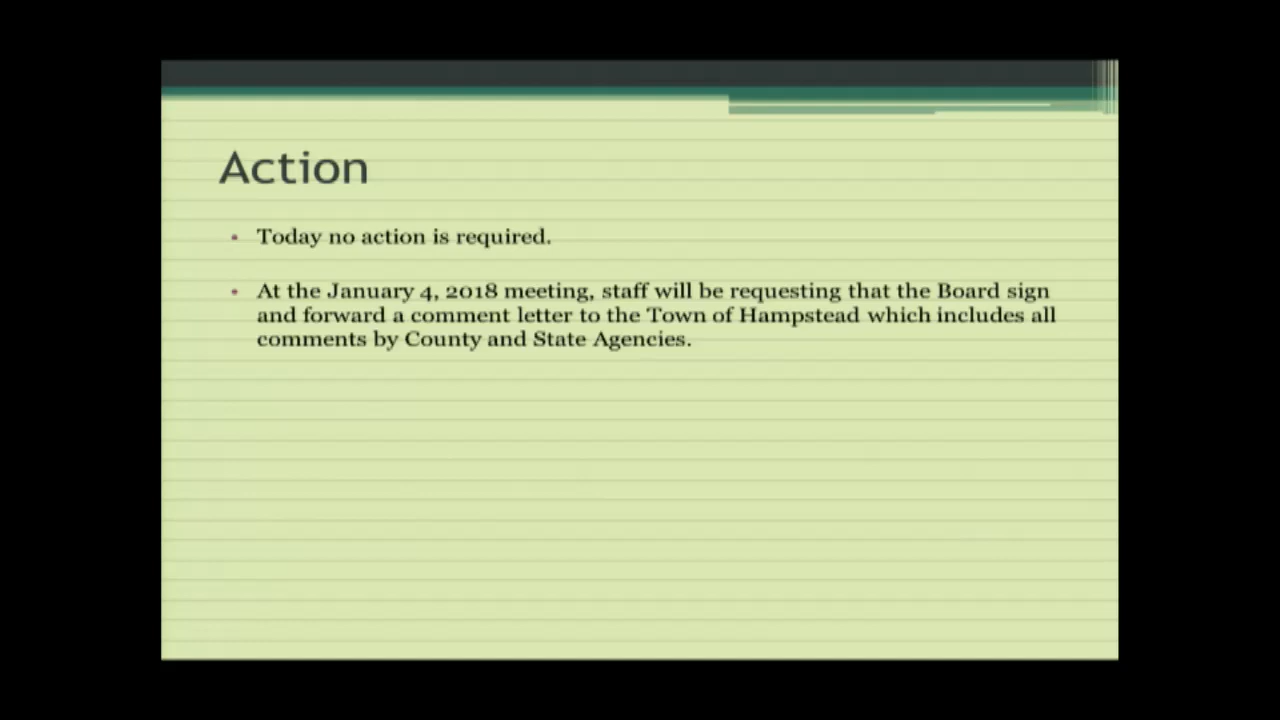 Action
• Today no action is required.
• At the January 4, 2018 meeting, staff will be requesting that the Board sign
and forward a comment letter to the Town of Hampstead which includes all
comments by County and State Agencies.